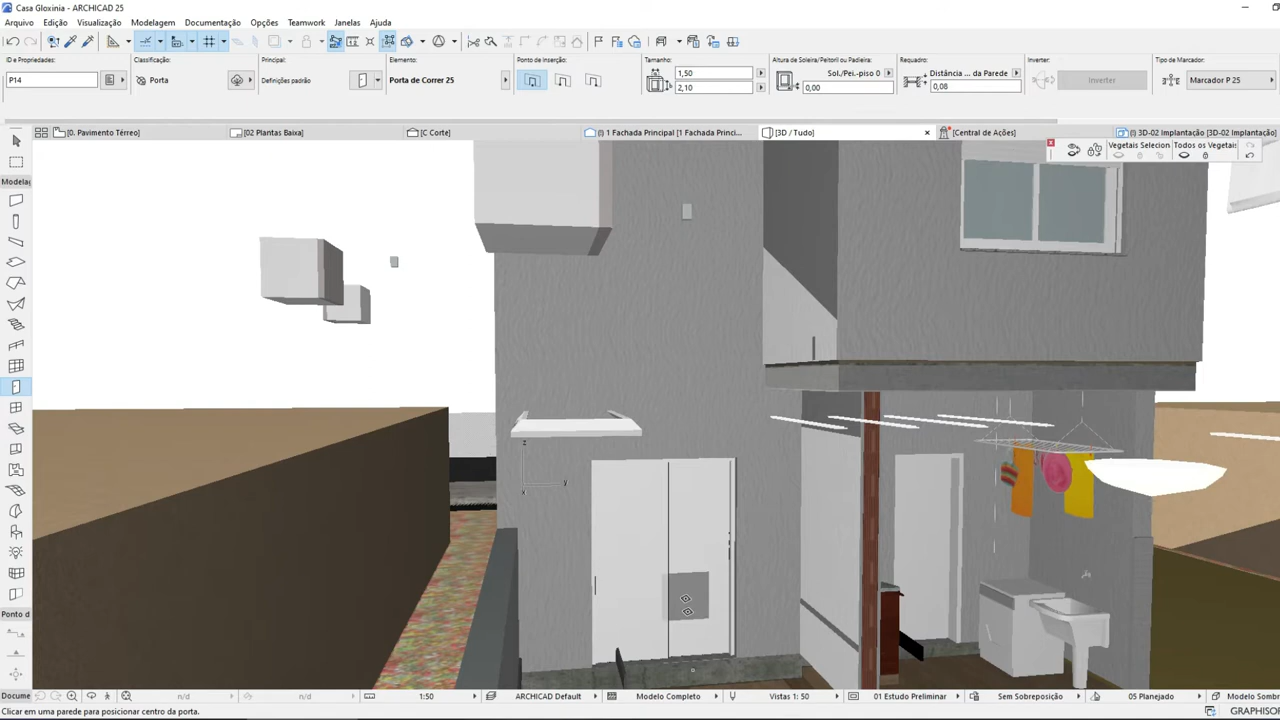 Casa Gloxinia - ARCHICAD 25
Arquivo Edição Visualização Modelagem Documentação Opções Teamwork Janelas Ajuda
ID e Propriedades: Classificação: Principal: Elemento: Ponto de Inserção: Tamanho: Altura de Soleira/Peitoril ou Padieira: Requadro: Inverter: Tipo de Marcador:
P14 Porta Definições padrão Porta de Correr 25 1,50 Sol./Pei.-piso 0 Distância ... da Parede Inverter Marcador P 25
2,10 0,00 0,08
[0. Pavimento Térreo] [02 Plantas Baixa] [C Corte] (!) 1 Fachada Principal [1 Fachada Princi... [3D / Tudo] [Central de Ações] (!) 3D-02 Implantação [3D-02 Implantação]
Vegetais Selecion Todos os Vegetais
Modelaç
z
y
x
Ponto d
Docume n/d n/d 1:50 ARCHICAD Default Modelo Completo Vistas 1: 50 01 Estudo Preliminar Sem Sobreposição 05 Planejado Modelo Somb
Clicar em uma parede para posicionar centro da porta. GRAPHISOF